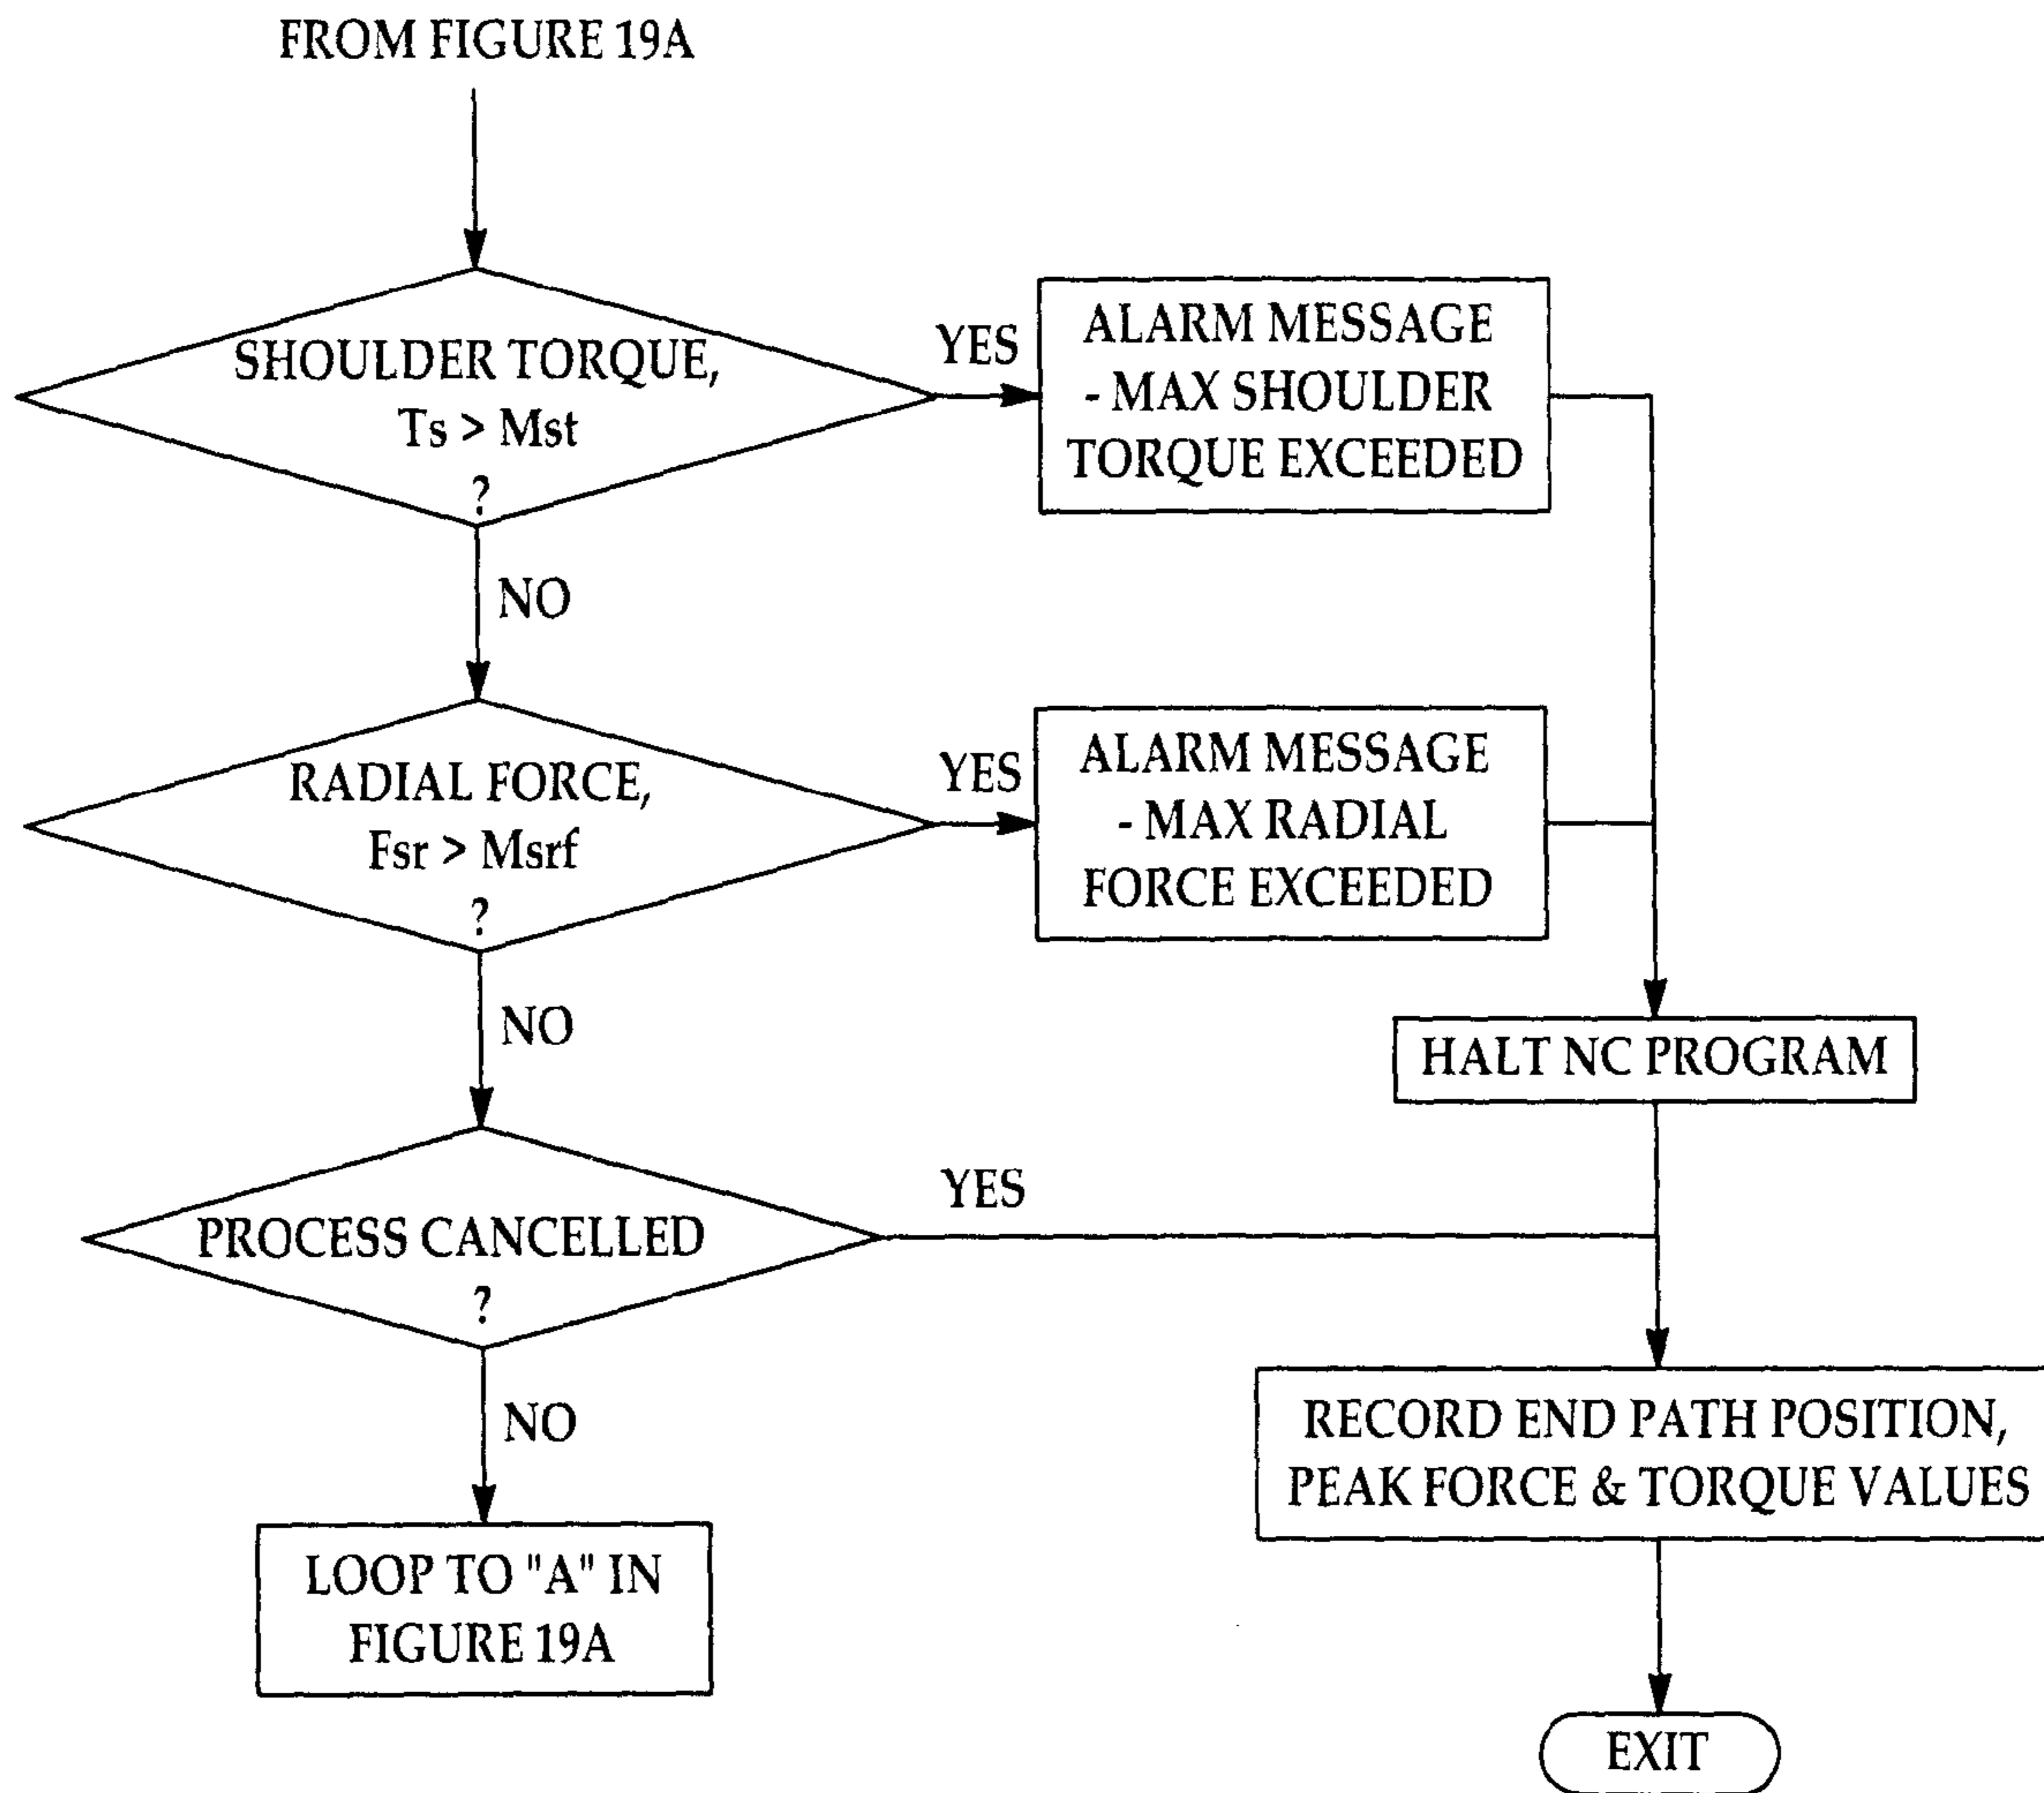 FROM FIGURE 19A
SHOULDER TORQUE,
Ts > Mst
?
YES
ALARM MESSAGE
- MAX SHOULDER
TORQUE EXCEEDED
NO
RADIAL FORCE,
Fsr > Msrf
?
YES
ALARM MESSAGE
- MAX RADIAL
FORCE EXCEEDED
NO
HALT NC PROGRAM
PROCESS CANCELLED
?
YES
NO
RECORD END PATH POSITION,
PEAK FORCE & TORQUE VALUES
LOOP TO "A" IN
FIGURE 19A
EXIT